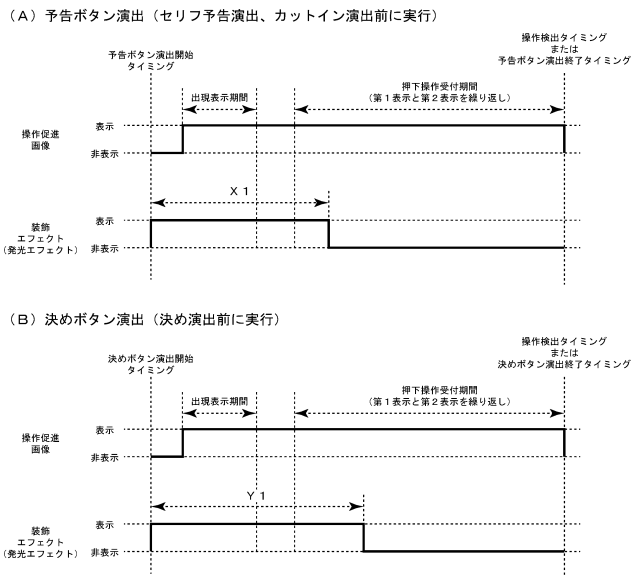 （Ａ）予告ボタン演出（セリフ予告演出、カットイン演出前に実行）
操作検出タイミング
または
予告ボタン演出終了タイミング
予告ボタン演出開始
タイミング
出現表示期間
押下操作受付期間
（第１表示と第２表示を繰り返し）
操作促進
画像
表示
非表示
Ｘ１
装飾
エフェクト
（発光エフェクト）
表示
非表示
（Ｂ）決めボタン演出（決め演出前に実行）
操作検出タイミング
または
決めボタン演出終了タイミング
決めボタン演出開始
タイミング
出現表示期間
押下操作受付期間
（第１表示と第２表示を繰り返し）
操作促進
画像
表示
非表示
Ｙ１
装飾
エフェクト
（発光エフェクト）
表示
非表示